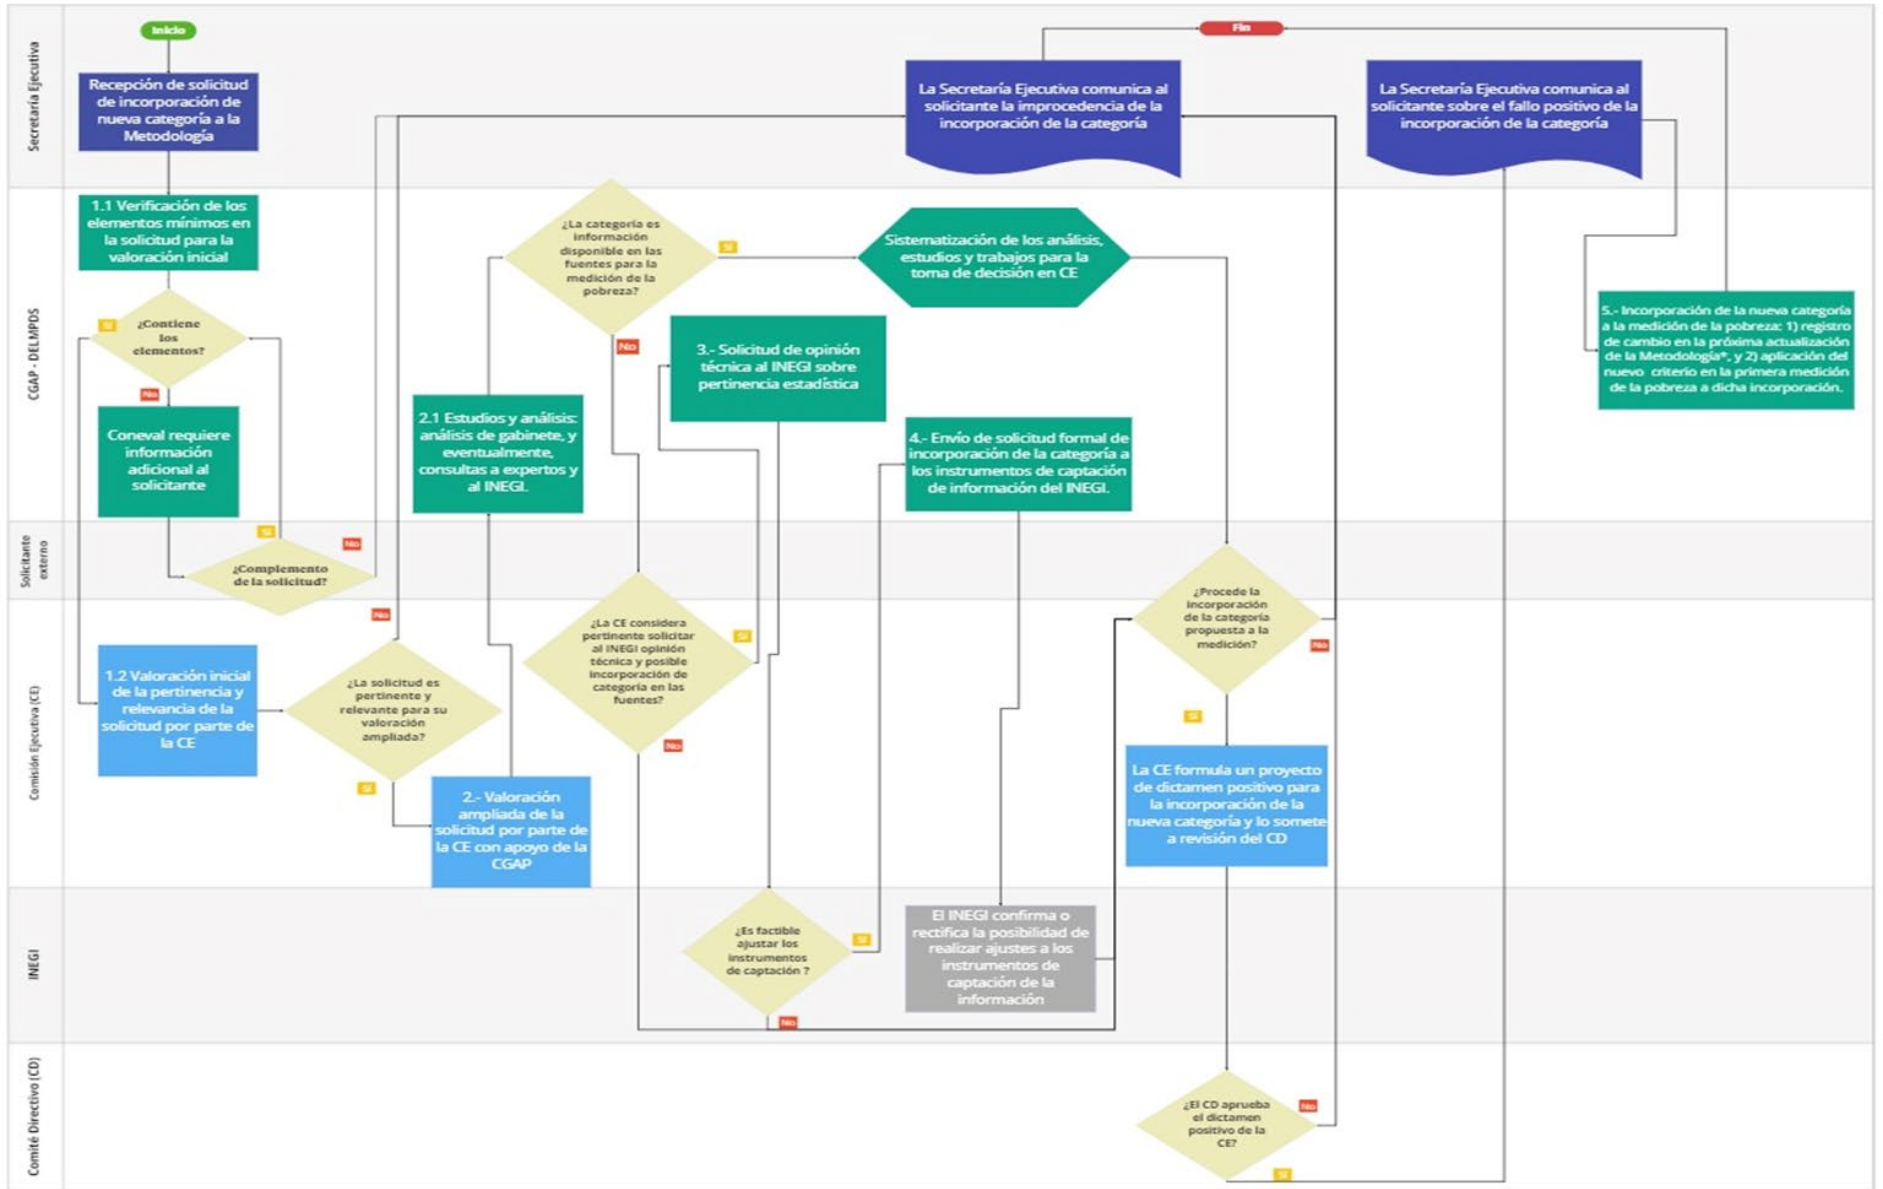 Secretaría Ejecutiva
Inicio
Recepción de solicitud
de incorporación de
nueva categoría a la
Metodología
Fin
La Secretaría Ejecutiva comunica al
solicitante la improcedencia de la
incorporación de la categoría
La Secretaría Ejecutiva comunica al
solicitante sobre el fallo positivo de la
incorporación de la categoría
CGAP - DELMPDS
1.1 Verificación de los
elementos mínimos en
la solicitud para la
valoración inicial
¿Contiene
los
elementos?
Sí
No
Coneval requiere
información
adicional al
solicitante
2.1 Estudios y análisis:
análisis de gabinete, y
eventualmente,
consultas a expertos y
al INEGI.
¿La categoría es
información
disponible en las
fuentes para la
medición de la
pobreza?
Sí
No
Sistematización de los análisis,
estudios y trabajos para la
toma de decisión en CE
3.- Solicitud de opinión
técnica al INEGI sobre
pertinencia estadística
4.- Envío de solicitud formal de
incorporación de la categoría a
los instrumentos de captación
de información del INEGI.
5.- Incorporación de la nueva categoría
a la medición de la pobreza: 1) registro
de cambio en la próxima actualización
de la Metodología*, y 2) aplicación del
nuevo criterio en la primera medición
de la pobreza a dicha incorporación.
Solicitante
externo
¿Complemento
de la solicitud?
Sí
No
Comisión Ejecutiva (CE)
1.2 Valoración inicial
de la pertinencia y
relevancia de la
solicitud por parte de
la CE
¿La solicitud es
pertinente y
relevante para su
valoración
ampliada?
No
Sí
2.- Valoración
ampliada de la
solicitud por parte de
la CE con apoyo de la
CGAP
¿La CE considera
pertinente solicitar
al INEGI opinión
técnica y posible
incorporación de
categoría en las
fuentes?
Sí
No
¿Procede la
incorporación
de la categoría
propuesta a la
medición?
No
Sí
La CE formula un proyecto
de dictamen positivo para
la incorporación de la
nueva categoría y lo somete
a revisión del CD
INEGI
¿Es factible
ajustar los
instrumentos
de captación ?
Sí
No
El INEGI confirma o
rectifica la posibilidad de
realizar ajustes a los
instrumentos de
captación de la
información
Comité Directivo (CD)
¿El CD aprueba
el dictamen
positivo de la
CE?
No
Sí